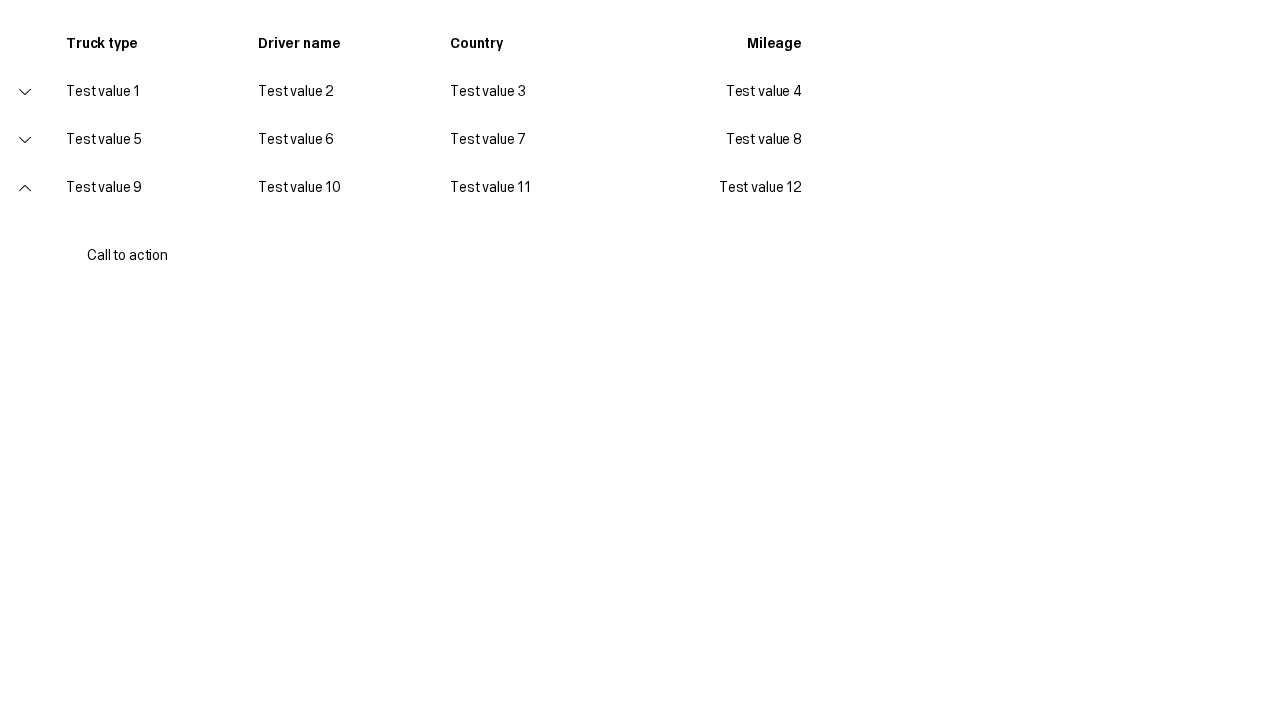 Truck type Driver name Country Mileage
Test value 1 Test value 2 Test value 3 Test value 4
Test value 5 Test value 6 Test value 7 Test value 8
Test value 9 Test value 10 Test value 11 Test value 12
Call to action